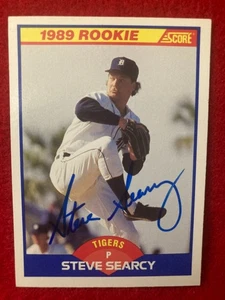 1989 ROOKIE
SCORE
Steve Searcy
TIGERS
P
STEVE SEARCY